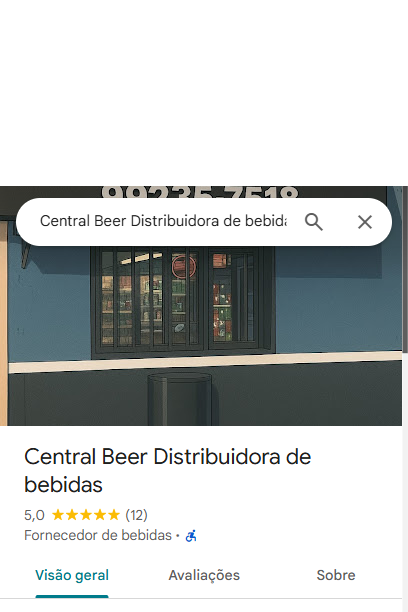 99235-7518
Central Beer Distribuidora de bebida
Central Beer Distribuidora de
bebidas
5,0 (12)
Fornecedor de bebidas ·
Visão geral
Avaliações
Sobre